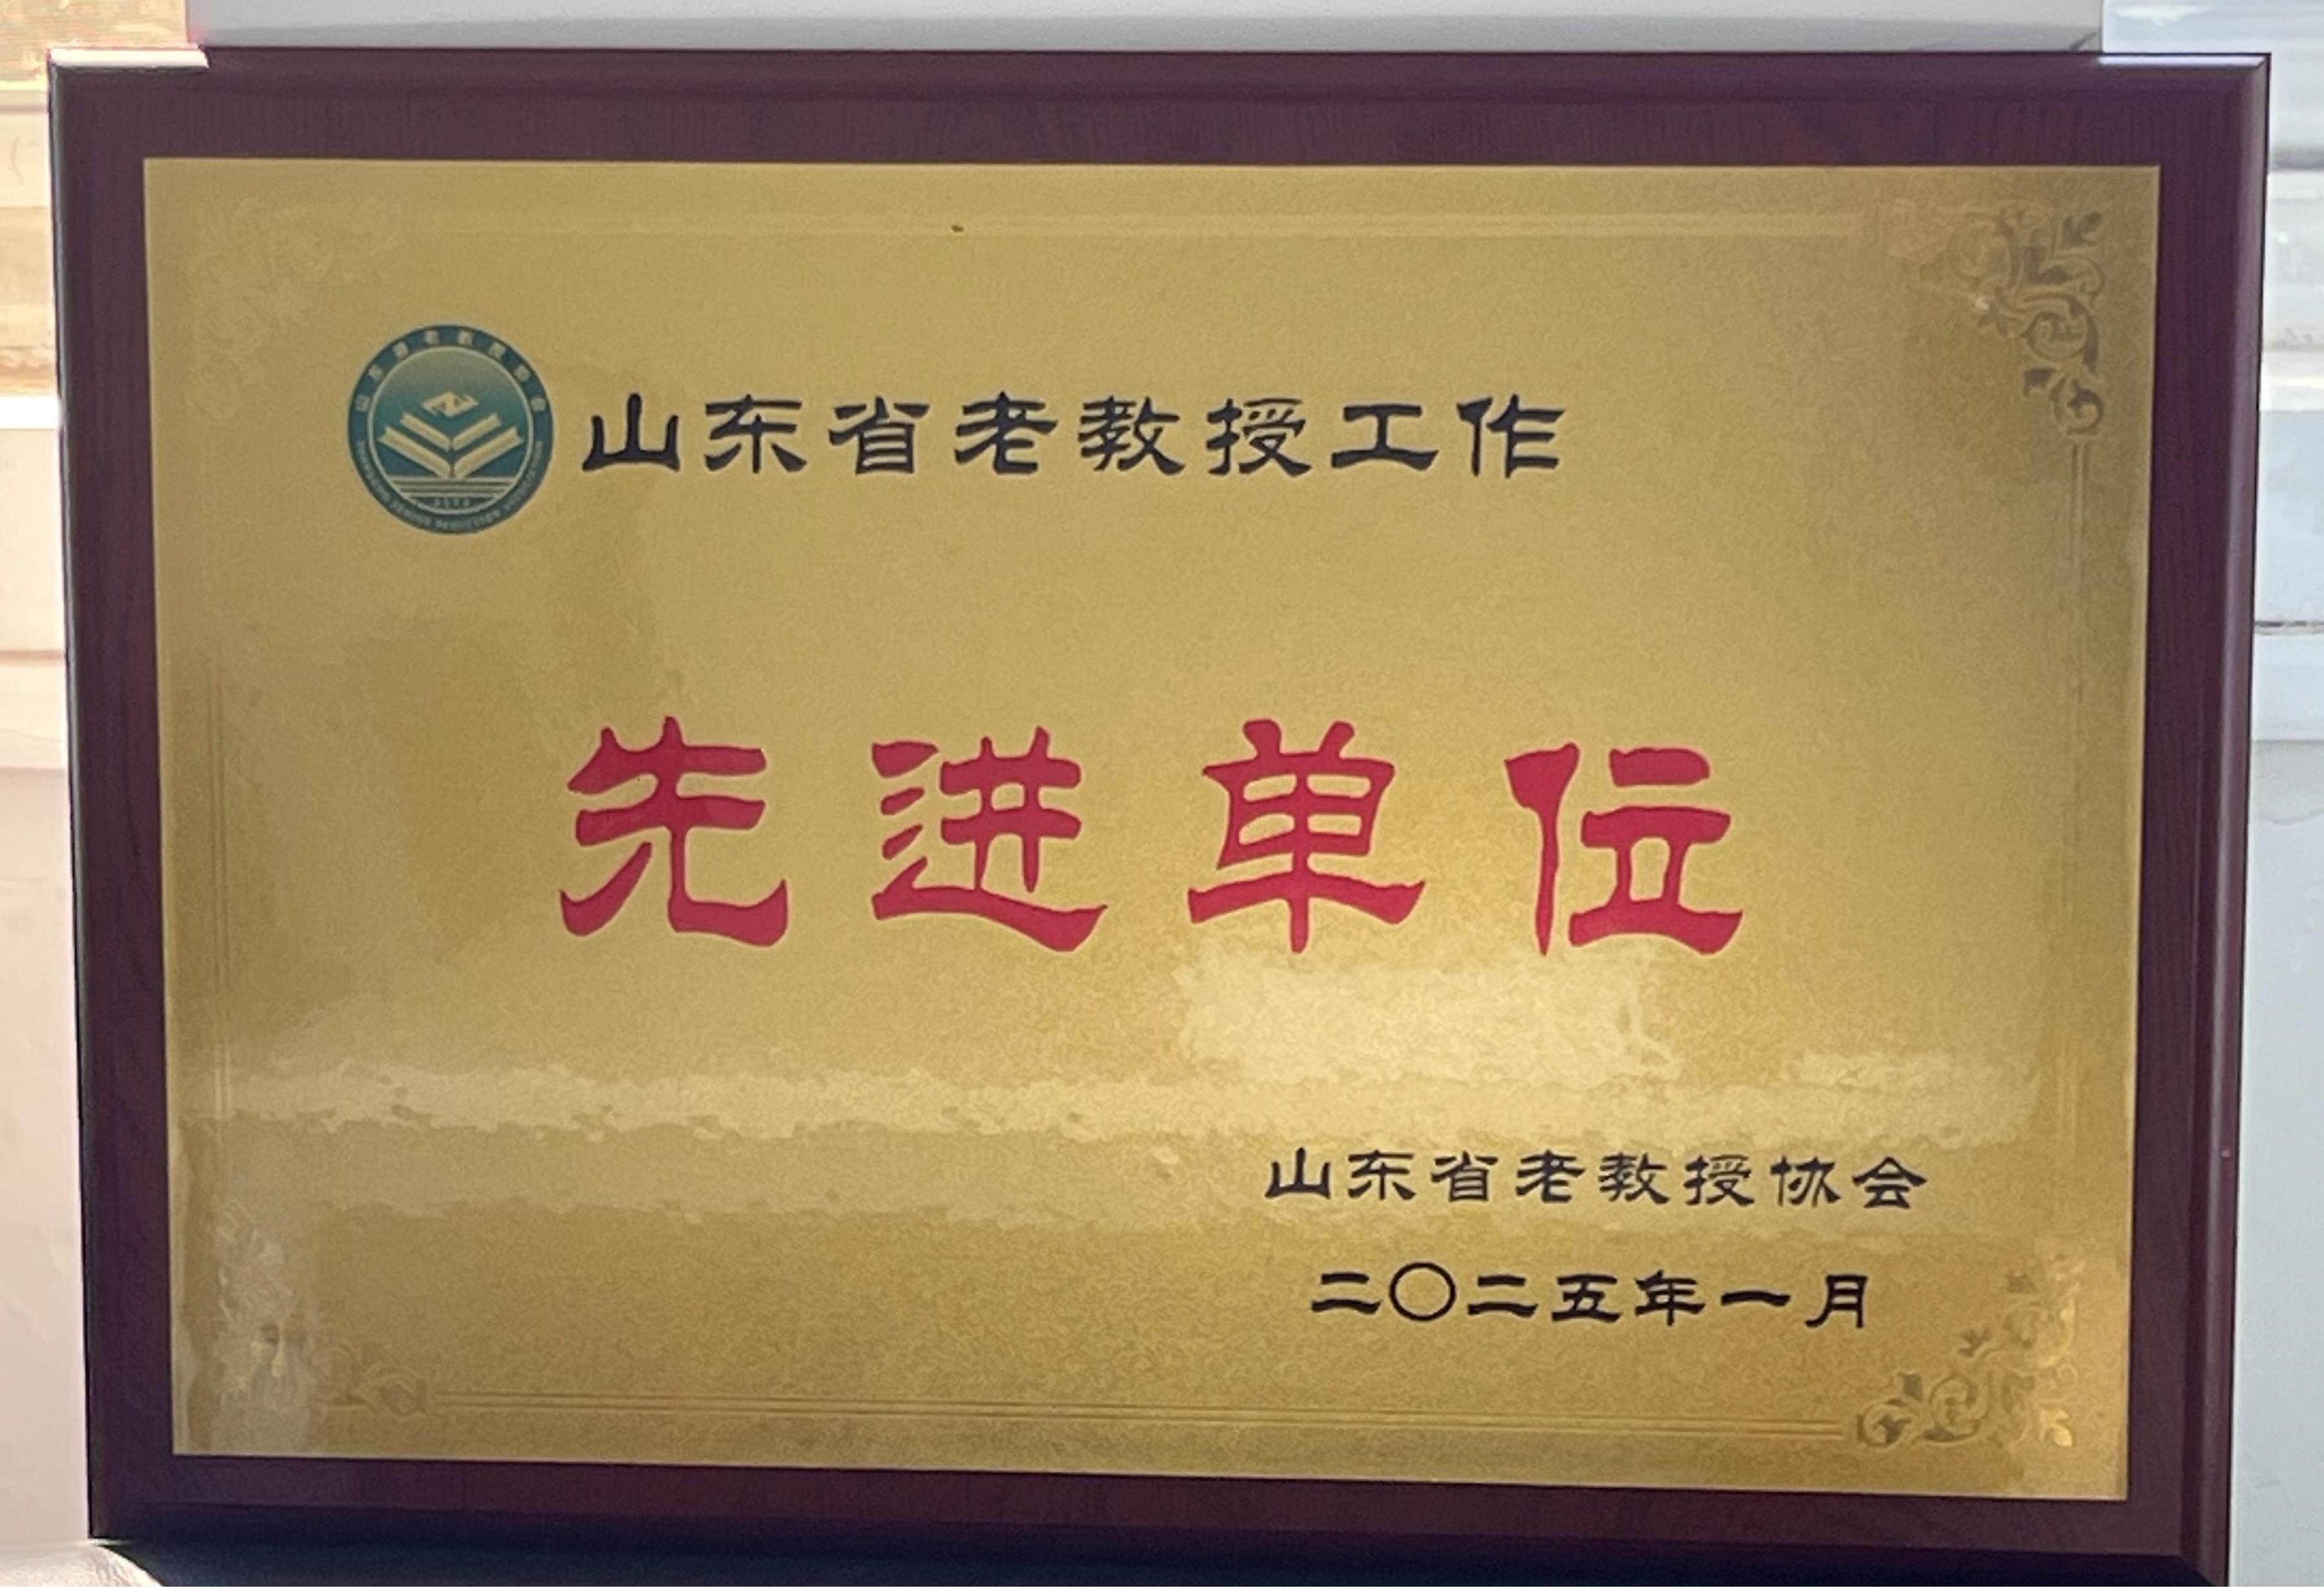 山东省老教授工作
先进单位
山东省老教授协会
二〇二五年一月